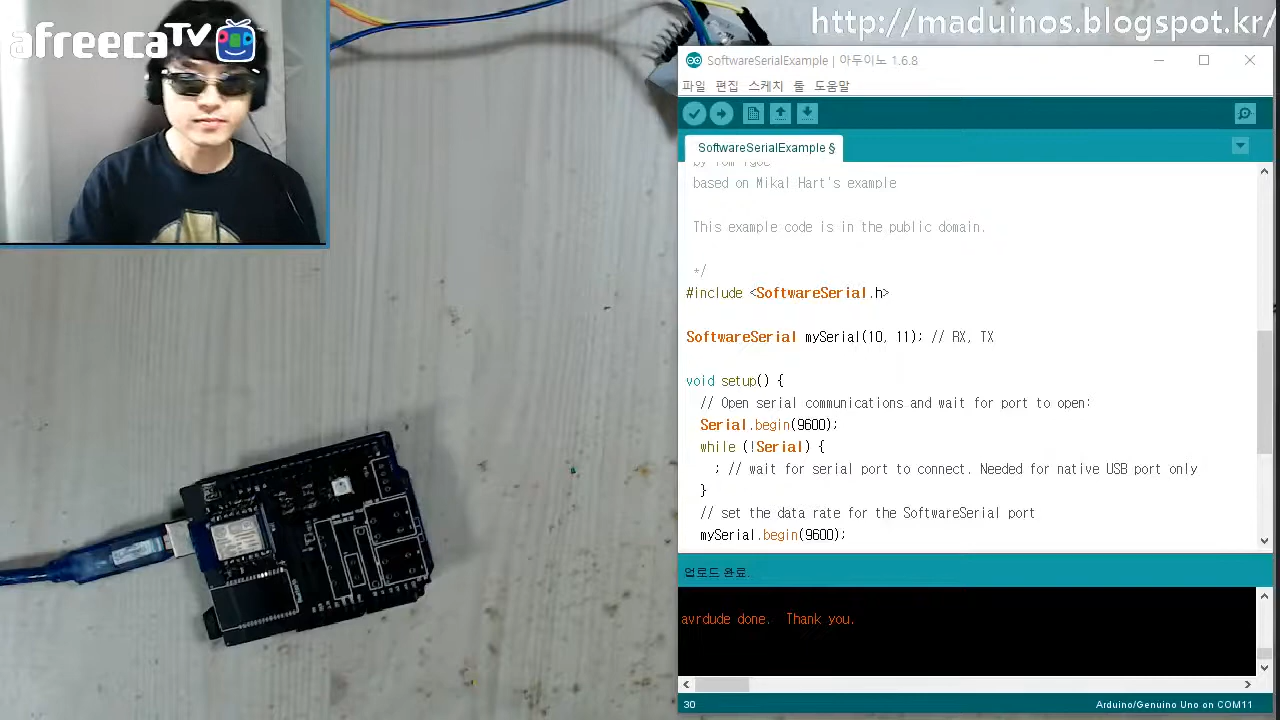 afreecaTV
http://maduinos.blogspot.kr/
SoftwareSerialExample | 아두이노 1.6.8
파일 편집 스케치 툴 도움말
SoftwareSerialExample §
by Tom Igoe
based on Mikal Hart's example
This example code is in the public domain.
*/
#include <SoftwareSerial.h>
SoftwareSerial mySerial(10, 11); // RX, TX
void setup() {
// Open serial communications and wait for port to open:
Serial.begin(9600);
while (!Serial) {
; // wait for serial port to connect. Needed for native USB port only
}
// set the data rate for the SoftwareSerial port
mySerial.begin(9600);
업로드 완료.
avrdude done.  Thank you.
30
Arduino/Genuino Uno on COM11